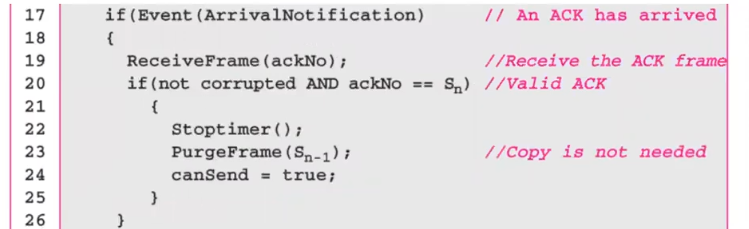 17 if(Event(ArrivalNotification) // An ACK has arrived
18 {
19 ReceiveFrame(ackNo); //Receive the ACK frame
20 if(not corrupted AND ackNo == Sn) //Valid ACK
21 {
22 Stoptimer();
23 PurgeFrame(Sn-1); //Copy is not needed
24 canSend = true;
25 }
26 }